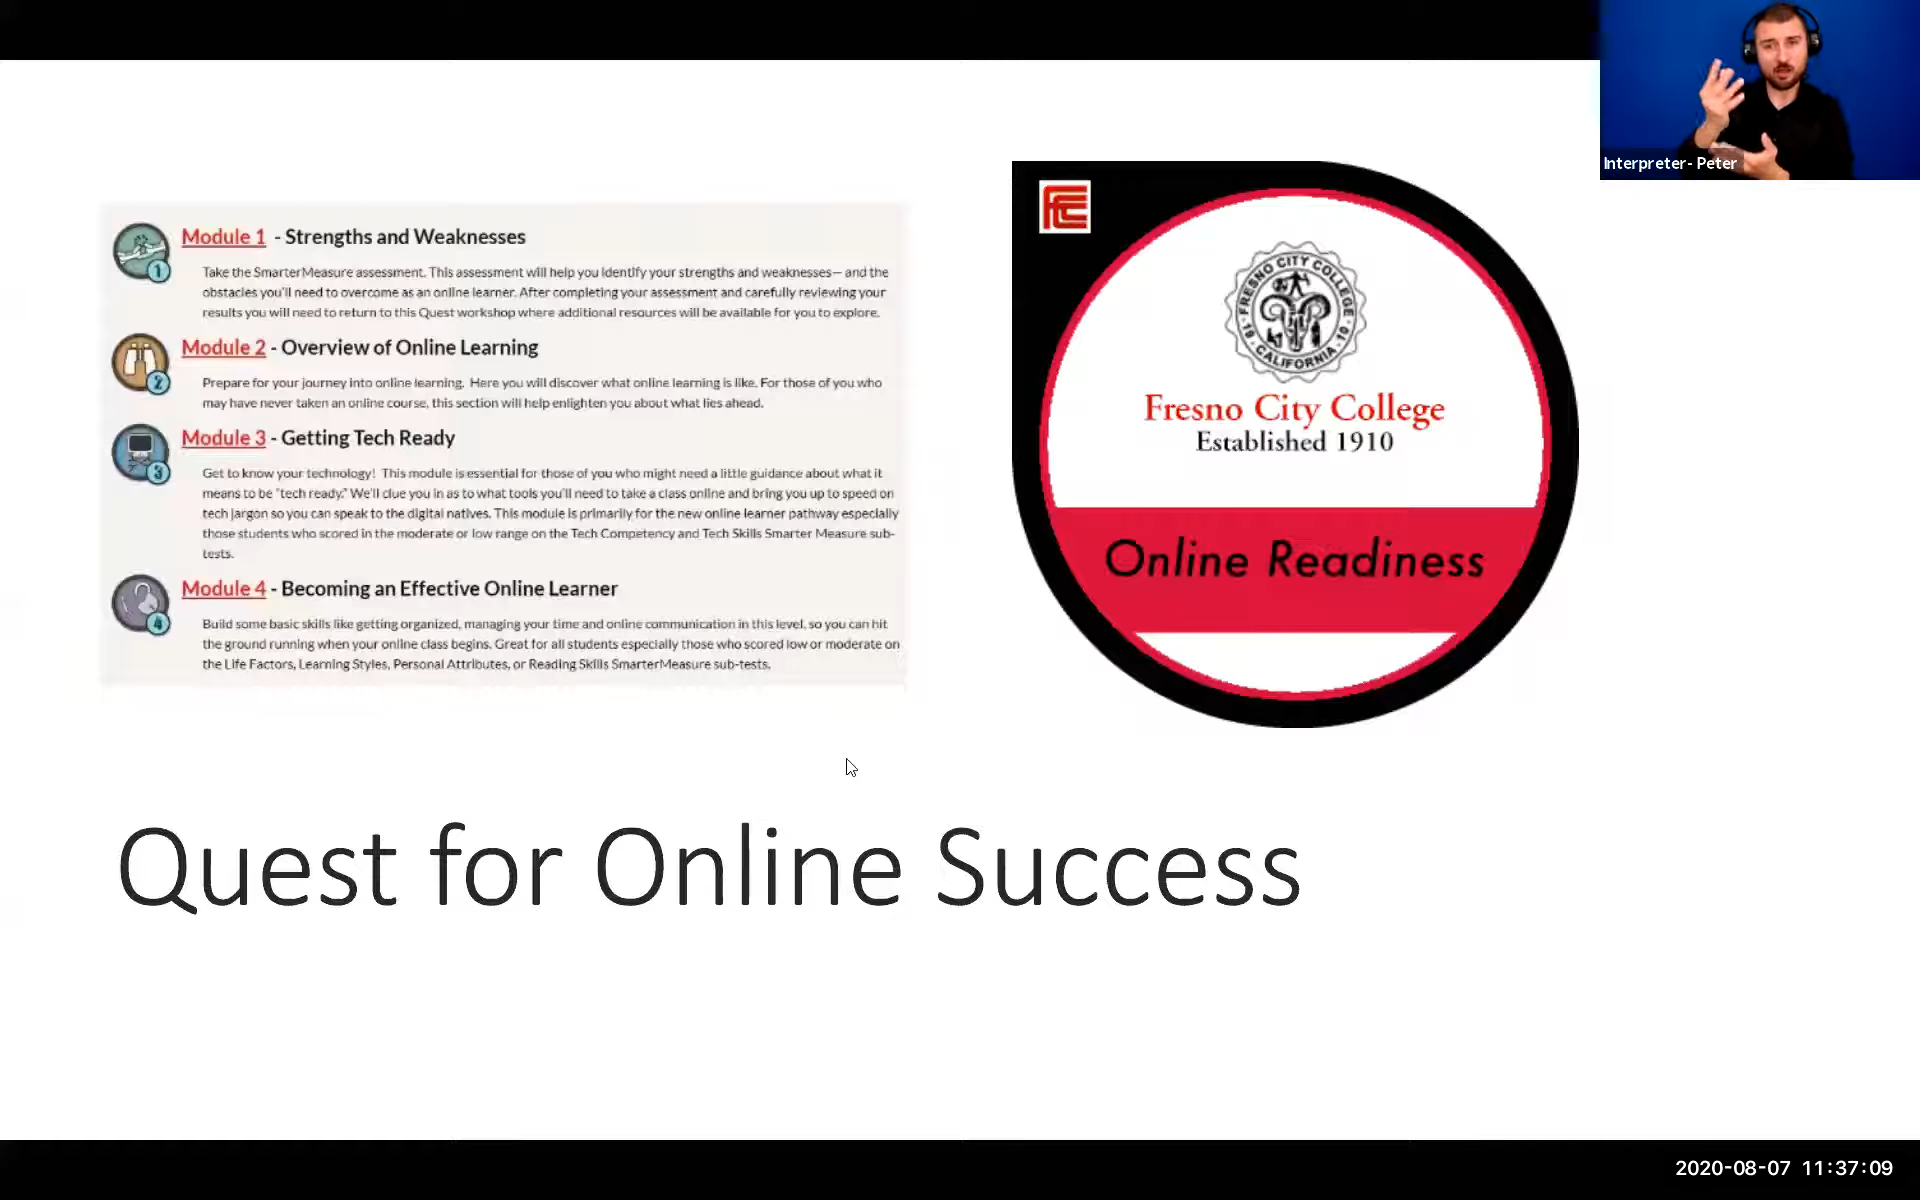 Interpreter- Peter
Module 1 - Strengths and Weaknesses
1
Take the SmarterMeasure assessment. This assessment will help you identify your strengths and weaknesses— and the
obstacles you'll need to overcome as an online learner. After completing your assessment and carefully reviewing your
results you will need to return to this Quest workshop where additional resources will be available for you to explore.
Module 2 - Overview of Online Learning
2
Prepare for your journey into online learning. Here you will discover what online learning is like. For those of you who
may have never taken an online course, this section will help enlighten you about what lies ahead.
Module 3 - Getting Tech Ready
3
Get to know your technology! This module is essential for those of you who might need a little guidance about what it
means to be "tech ready." We'll clue you in as to what tools you'll need to take a class online and bring you up to speed on
tech jargon so you can speak to the digital natives. This module is primarily for the new online learner pathway especially
those students who scored in the moderate or low range on the Tech Competency and Tech Skills Smarter Measure sub-
tests.
Module 4 - Becoming an Effective Online Learner
4
Build some basic skills like getting organized, managing your time and online communication in this level, so you can hit
the ground running when your online class begins. Great for all students especially those who scored low or moderate on
the Life Factors, Learning Styles, Personal Attributes, or Reading Skills SmarterMeasure sub-tests.
FCC
FRESNO CITY COLLEGE
19 10
CALIFORNIA
Fresno City College
Established 1910
Online Readiness
Quest for Online Success
2020-08-07 11:37:09